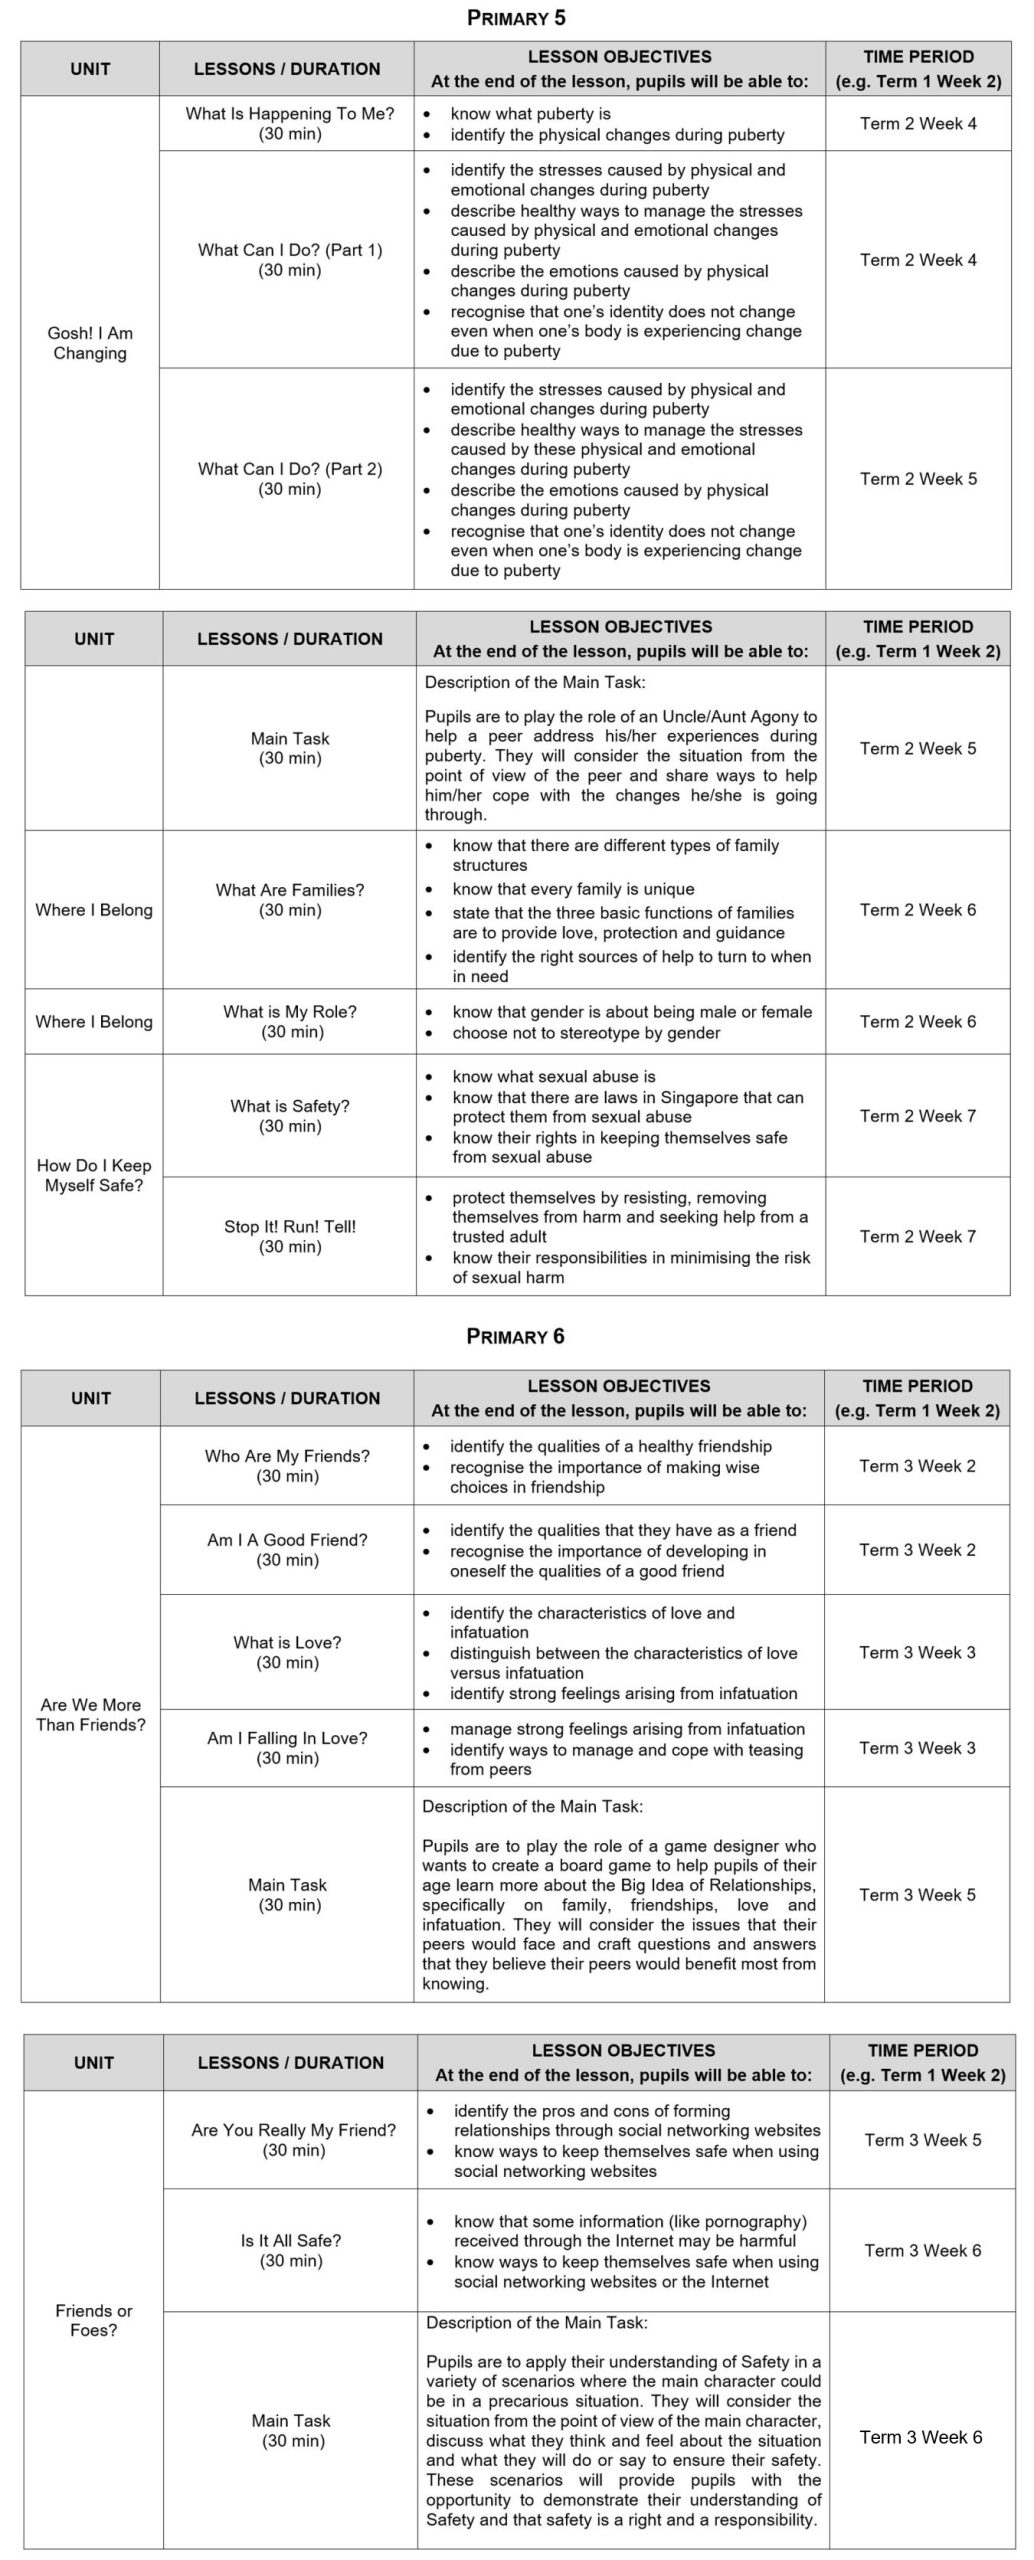 PRIMARY 5
UNIT
LESSONS / DURATION
LESSON OBJECTIVES
At the end of the lesson, pupils will be able to:
TIME PERIOD
(e.g. Term 1 Week 2)
Gosh! I Am
Changing
What Is Happening To Me?
(30 min)
• know what puberty is
• identify the physical changes during puberty
Term 2 Week 4
What Can I Do? (Part 1)
(30 min)
• identify the stresses caused by physical and
emotional changes during puberty
• describe healthy ways to manage the stresses
caused by physical and emotional changes
during puberty
• describe the emotions caused by physical
changes during puberty
• recognise that one’s identity does not change
even when one’s body is experiencing change
due to puberty
Term 2 Week 4
What Can I Do? (Part 2)
(30 min)
• identify the stresses caused by physical and
emotional changes during puberty
• describe healthy ways to manage the stresses
caused by these physical and emotional
changes during puberty
• describe the emotions caused by physical
changes during puberty
• recognise that one’s identity does not change
even when one’s body is experiencing change
due to puberty
Term 2 Week 5
UNIT
LESSONS / DURATION
LESSON OBJECTIVES
At the end of the lesson, pupils will be able to:
TIME PERIOD
(e.g. Term 1 Week 2)
Main Task
(30 min)
Description of the Main Task:
Pupils are to play the role of an Uncle/Aunt Agony to
help a peer address his/her experiences during
puberty. They will consider the situation from the
point of view of the peer and share ways to help
him/her cope with the changes he/she is going
through.
Term 2 Week 5
Where I Belong
What Are Families?
(30 min)
• know that there are different types of family
structures
• know that every family is unique
• state that the three basic functions of families
are to provide love, protection and guidance
• identify the right sources of help to turn to when
in need
Term 2 Week 6
Where I Belong
What is My Role?
(30 min)
• know that gender is about being male or female
• choose not to stereotype by gender
Term 2 Week 6
How Do I Keep
Myself Safe?
What is Safety?
(30 min)
• know what sexual abuse is
• know that there are laws in Singapore that can
protect them from sexual abuse
• know their rights in keeping themselves safe
from sexual abuse
Term 2 Week 7
Stop It! Run! Tell!
(30 min)
• protect themselves by resisting, removing
themselves from harm and seeking help from a
trusted adult
• know their responsibilities in minimising the risk
of sexual harm
Term 2 Week 7
PRIMARY 6
UNIT
LESSONS / DURATION
LESSON OBJECTIVES
At the end of the lesson, pupils will be able to:
TIME PERIOD
(e.g. Term 1 Week 2)
Are We More
Than Friends?
Who Are My Friends?
(30 min)
• identify the qualities of a healthy friendship
• recognise the importance of making wise
choices in friendship
Term 3 Week 2
Am I A Good Friend?
(30 min)
• identify the qualities that they have as a friend
• recognise the importance of developing in
oneself the qualities of a good friend
Term 3 Week 2
What is Love?
(30 min)
• identify the characteristics of love and
infatuation
• distinguish between the characteristics of love
versus infatuation
• identify strong feelings arising from infatuation
Term 3 Week 3
Am I Falling In Love?
(30 min)
• manage strong feelings arising from infatuation
• identify ways to manage and cope with teasing
from peers
Term 3 Week 3
Main Task
(30 min)
Description of the Main Task:
Pupils are to play the role of a game designer who
wants to create a board game to help pupils of their
age learn more about the Big Idea of Relationships,
specifically on family, friendships, love and
infatuation. They will consider the issues that their
peers would face and craft questions and answers
that they believe their peers would benefit most from
knowing.
Term 3 Week 5
UNIT
LESSONS / DURATION
LESSON OBJECTIVES
At the end of the lesson, pupils will be able to:
TIME PERIOD
(e.g. Term 1 Week 2)
Friends or
Foes?
Are You Really My Friend?
(30 min)
• identify the pros and cons of forming
relationships through social networking websites
• know ways to keep themselves safe when using
social networking websites
Term 3 Week 5
Is It All Safe?
(30 min)
• know that some information (like pornography)
received through the Internet may be harmful
• know ways to keep themselves safe when using
social networking websites or the Internet
Term 3 Week 6
Main Task
(30 min)
Description of the Main Task:
Pupils are to apply their understanding of Safety in a
variety of scenarios where the main character could
be in a precarious situation. They will consider the
situation from the point of view of the main character,
discuss what they think and feel about the situation
and what they will do or say to ensure their safety.
These scenarios will provide pupils with the
opportunity to demonstrate their understanding of
Safety and that safety is a right and a responsibility.
Term 3 Week 6